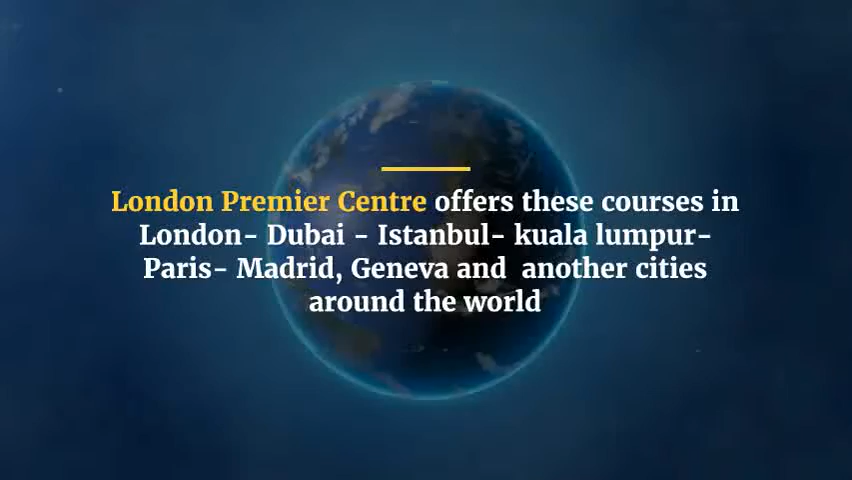 London Premier Centre offers these courses in
London- Dubai - Istanbul- kuala lumpur-
Paris- Madrid, Geneva and  another cities
around the world